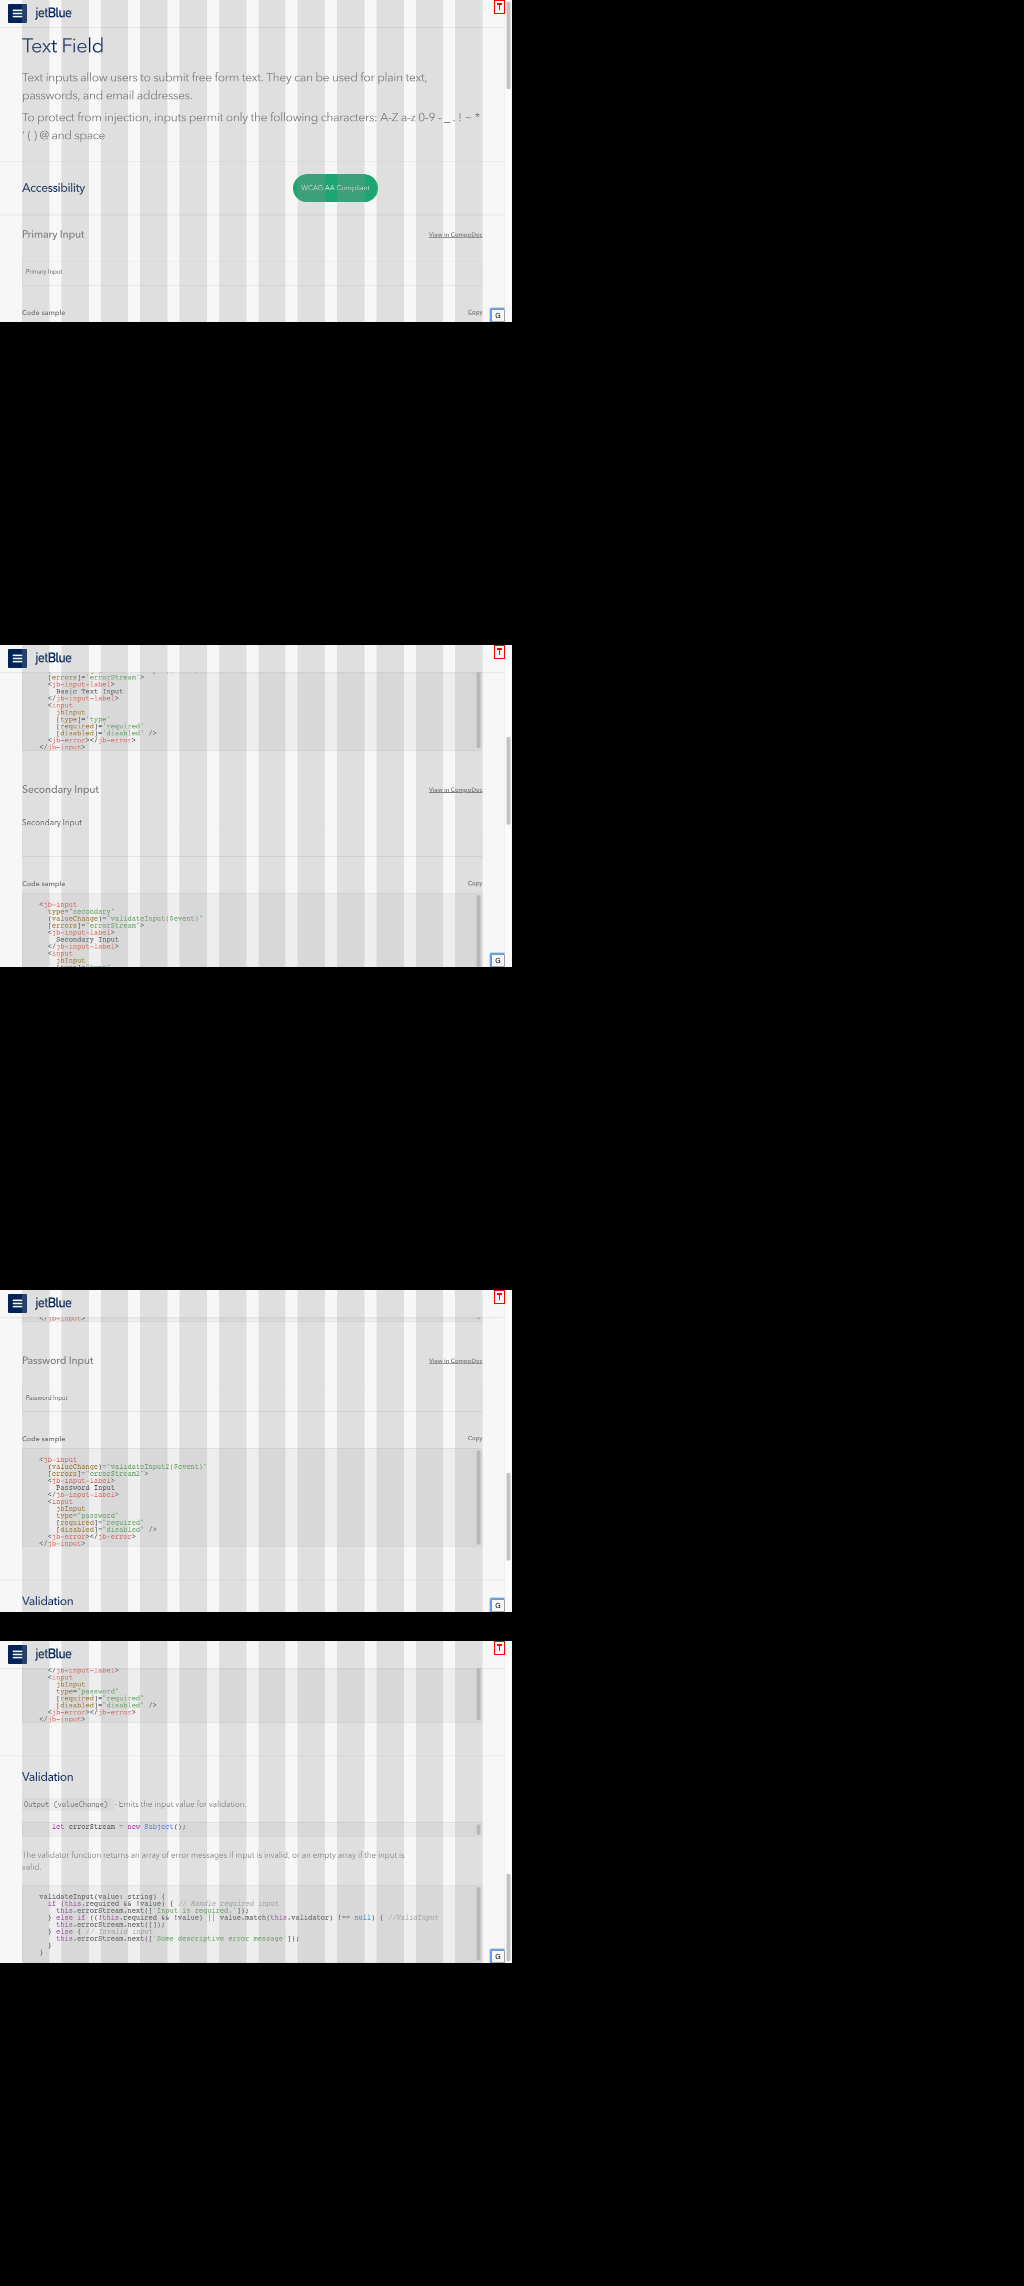 jetBlue
T
Text Field
Text inputs allow users to submit free form text. They can be used for plain text,
passwords, and email addresses.
To protect from injection, inputs permit only the following characters: A-Z a-z 0-9 - _ . ! ~ *
' ( ) @ and space
Accessibility
WCAG AA Compliant
Primary Input
View in CompoDoc
Primary Input
Code sample
Copy
G
jetBlue
T
[errors]='errorStream'>
<jb-input-label>
Basic Text Input
</jb-input-label>
<input
jbInput
[type]='type'
[required]='required'
[disabled]='disabled' />
<jb-error></jb-error>
</jb-input>
Secondary Input
View in CompoDoc
Secondary Input
Code sample
Copy
<jb-input
type="secondary"
(valueChange)="validateInput($event)"
[errors]="errorStream">
<jb-input-label>
Secondary Input
</jb-input-label>
<input
jbInput
G
jetBlue
T
</jb-input>
Password Input
View in CompoDoc
Password Input
Code sample
Copy
<jb-input
(valueChange)="validateInput2($event)"
[errors]="errorStream2">
<jb-input-label>
Password Input
</jb-input-label>
<input
jbInput
type="password"
[required]="required"
[disabled]="disabled" />
<jb-error></jb-error>
</jb-input>
Validation
G
jetBlue
T
</jb-input-label>
<input
jbInput
type="password"
[required]="required"
[disabled]="disabled" />
<jb-error></jb-error>
</jb-input>
Validation
Output (valueChange) - Emits the input value for validation.
let errorStream = new Subject();
The validator function returns an array of error messages if input is invalid, or an empty array if the input is
valid.
validateInput(value: string) {
if (this.required && !value) { // Handle required input
this.errorStream.next(['Input is required.']);
} else if ((!this.required && !value) || value.match(this.validator) !== null) { //ValidInput
this.errorStream.next([]);
} else { // Invalid input
this.errorStream.next(['Some descriptive error message']);
}
}
G